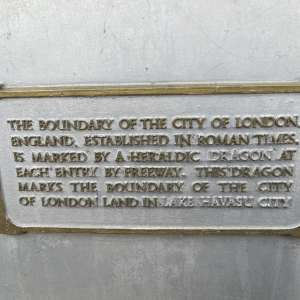 THE BOUNDARY OF THE CITY OF LONDON,
ENGLAND, ESTABLISHED IN ROMAN TIMES,
IS MARKED BY A HERALDIC DRAGON AT
EACH ENTRY BY FREEWAY. THIS DRAGON
MARKS THE BOUNDARY OF THE CITY
OF LONDON LAND IN LAKE HAVASU CITY